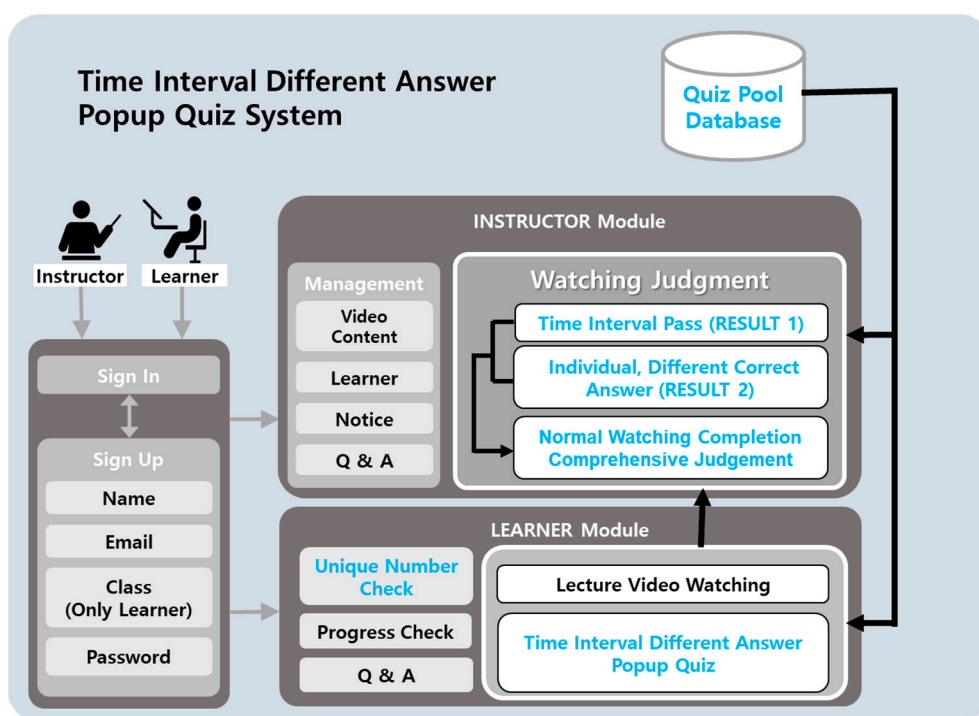 Time Interval Different Answer
Popup Quiz System
Quiz Pool
Database
Instructor
Learner
Sign In
Sign Up
Name
Email
Class
(Only Learner)
Password
INSTRUCTOR Module
Management
Video
Content
Learner
Notice
Q & A
Watching Judgment
Time Interval Pass (RESULT 1)
Individual, Different Correct
Answer (RESULT 2)
Normal Watching Completion
Comprehensive Judgement
LEARNER Module
Unique Number
Check
Progress Check
Q & A
Lecture Video Watching
Time Interval Different Answer
Popup Quiz